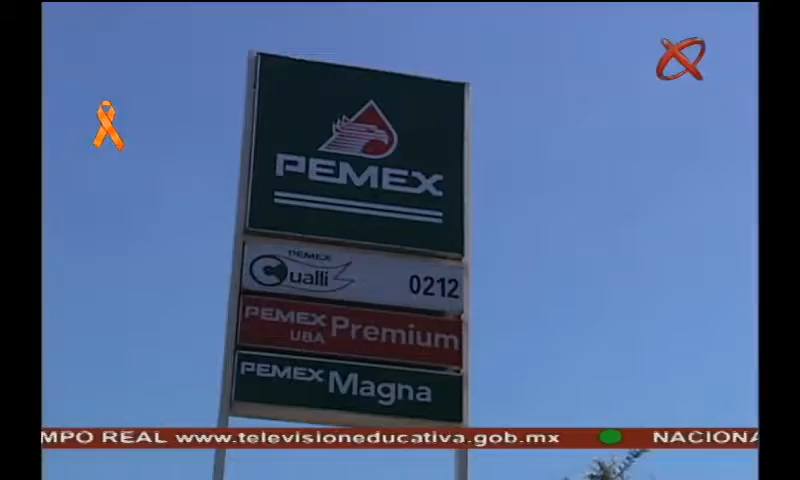 PEMEX
PEMEX
Cualli 0212
PEMEX Premium
UBA
PEMEX Magna
MPO REAL www.televisioneducativa.gob.mx NACIONA